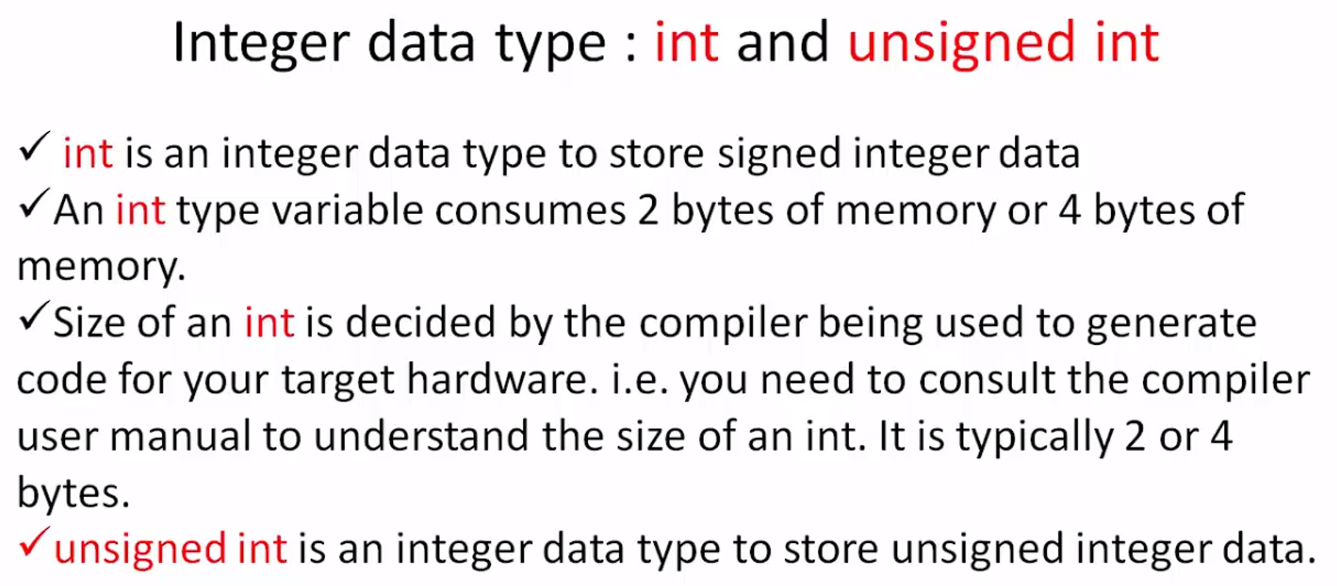 Integer data type : int and unsigned int
✓ int is an integer data type to store signed integer data
✓An int type variable consumes 2 bytes of memory or 4 bytes of
memory.
✓Size of an int is decided by the compiler being used to generate
code for your target hardware. i.e. you need to consult the compiler
user manual to understand the size of an int. It is typically 2 or 4
bytes.
✓unsigned int is an integer data type to store unsigned integer data.